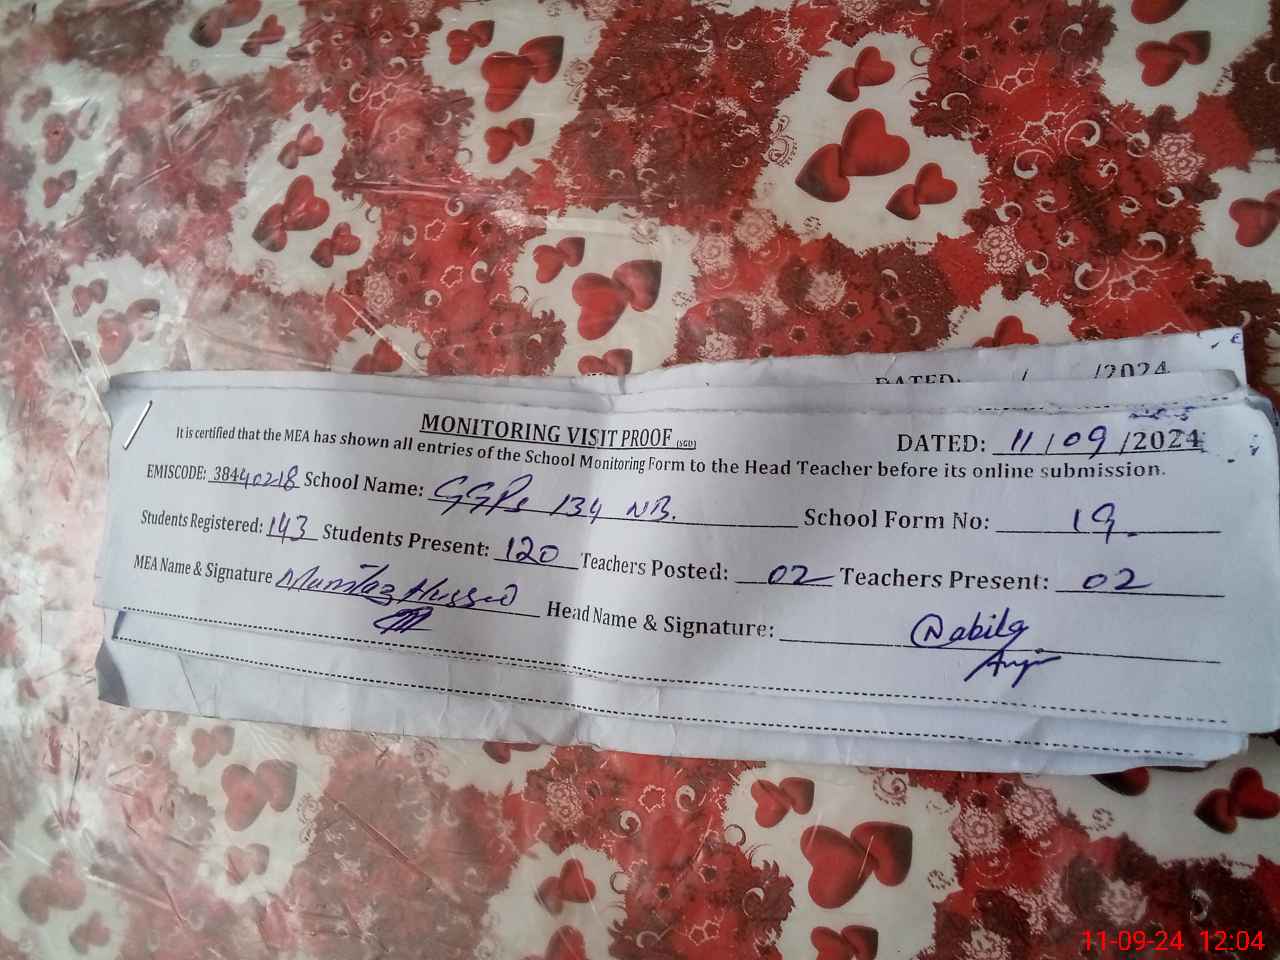 DATED: / /2024
MONITORING VISIT PROOF (SGD)
DATED: 11/09/2024
It is certified that the MEA has shown all entries of the School Monitoring Form to the Head Teacher before its online submission.
EMISCODE: 38440218 School Name: GGPS 134 NB. School Form No: 19
Students Registered: 143 Students Present: 120 Teachers Posted: 02 Teachers Present: 02
MEA Name & Signature Mumtaz Hussed Head Name & Signature: Nabila
11-09-24 12:04